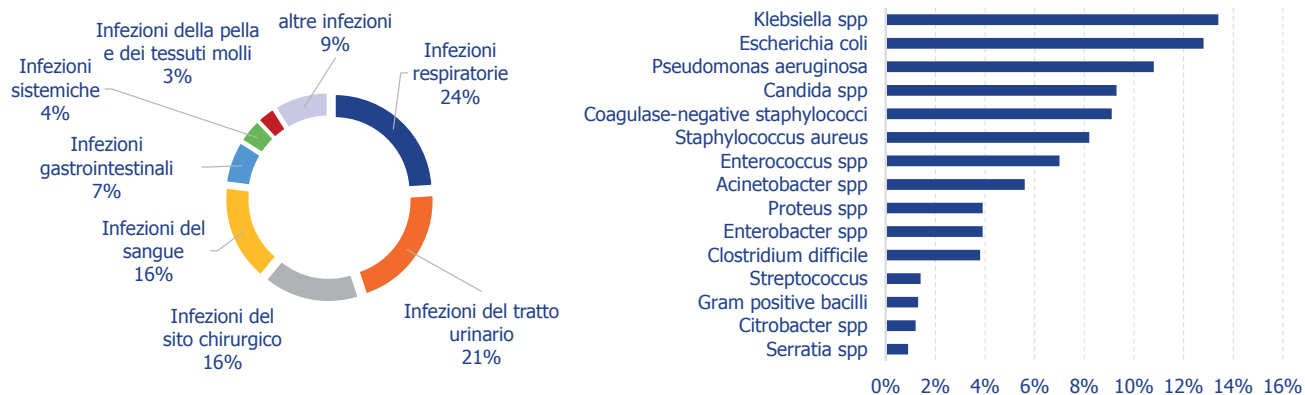 Infezioni della pella
e dei tessuti molli
3%
altre infezioni
9%
Infezioni
respiratorie
24%
Infezioni
sistemiche
4%
Infezioni
gastrointestinali
7%
Infezioni del
sangue
16%
Infezioni del
sito chirurgico
16%
Infezioni del tratto
urinario
21%
Klebsiella spp
Escherichia coli
Pseudomonas aeruginosa
Candida spp
Coagulase-negative staphylococci
Staphylococcus aureus
Enterococcus spp
Acinetobacter spp
Proteus spp
Enterobacter spp
Clostridium difficile
Streptococcus
Gram positive bacilli
Citrobacter spp
Serratia spp
0% 2% 4% 6% 8% 10% 12% 14% 16%